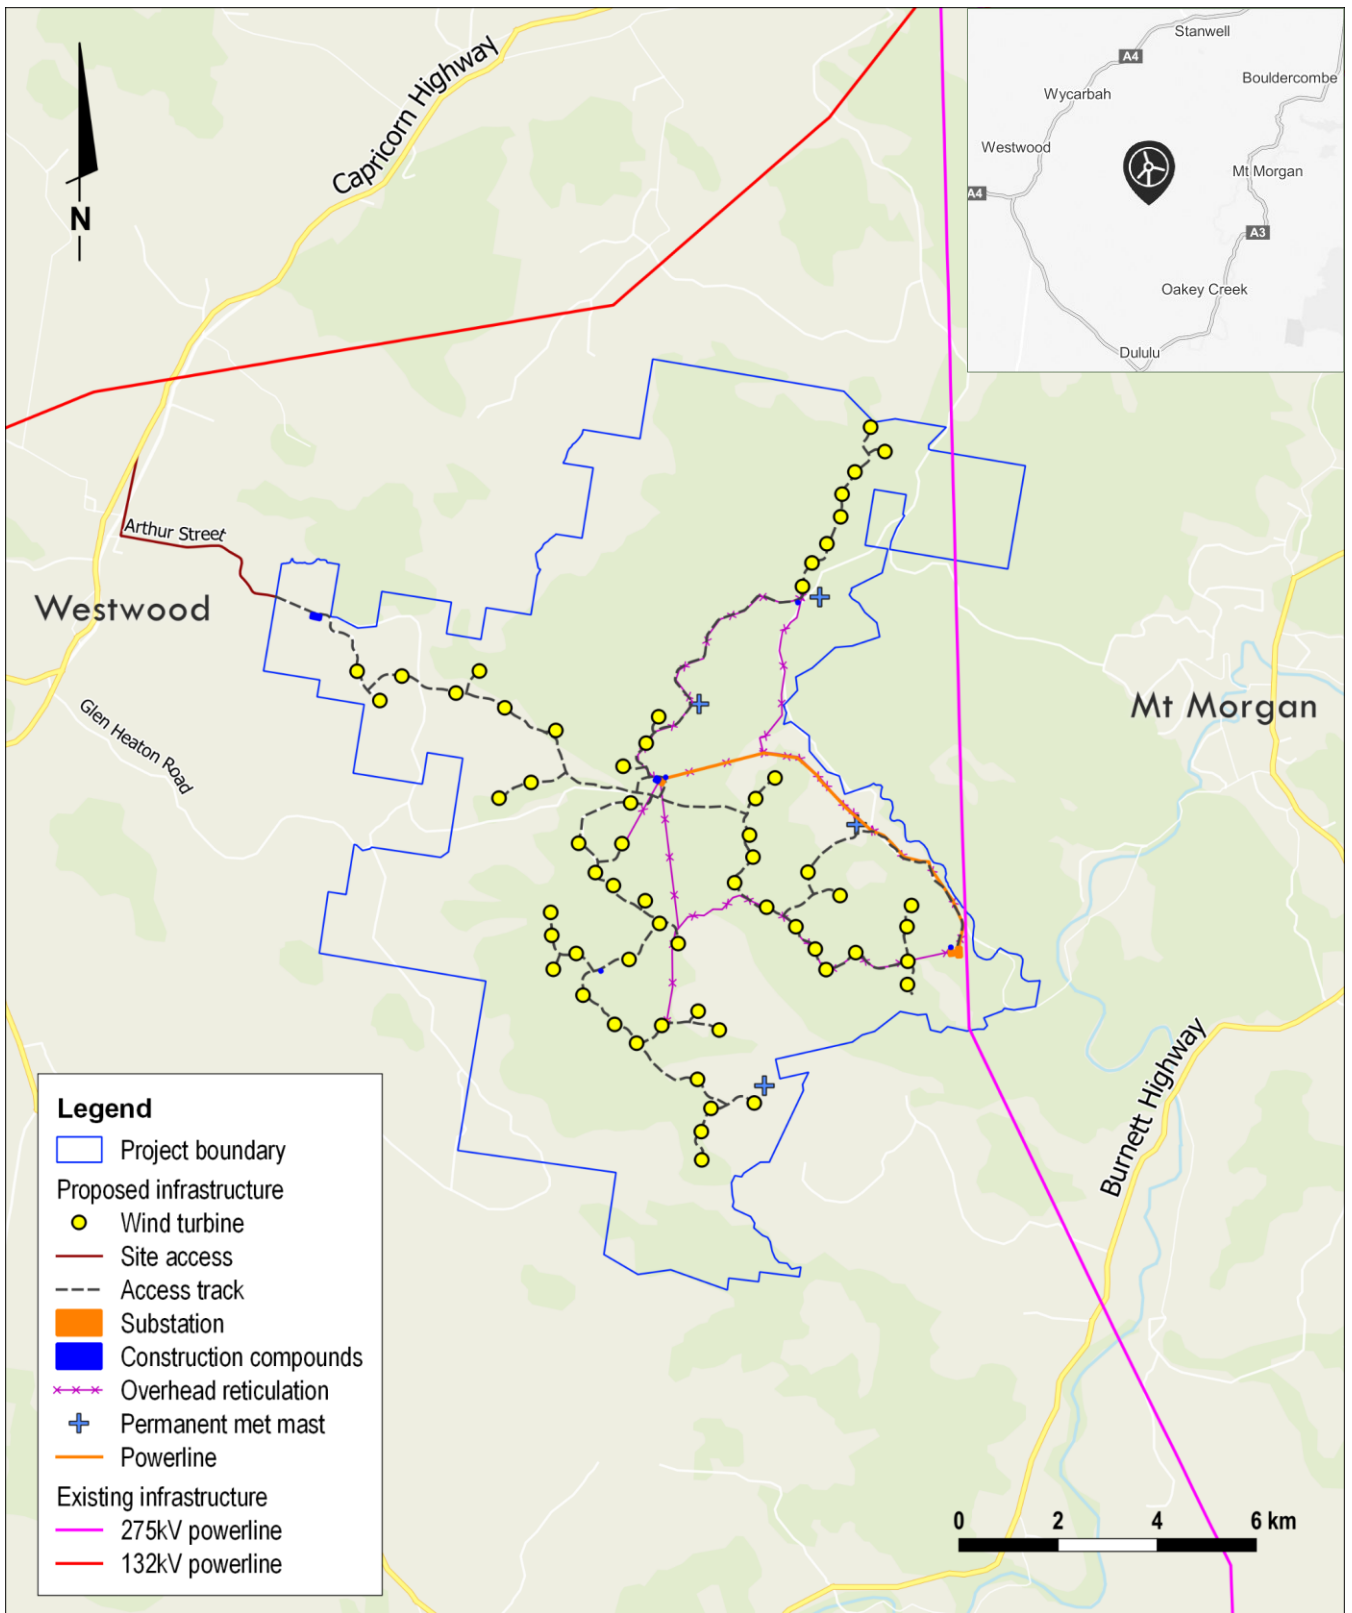 Capricorn Highway
N
Stanwell
A4
Bouldercombe
Wycarbah
Westwood
Mt Morgan
A4
A3
Oakey Creek
Dululu
Arthur Street
Westwood
Glen Heaton Road
Mt Morgan
Burnett Highway
Legend
Project boundary
Proposed infrastructure
Wind turbine
Site access
Access track
Substation
Construction compounds
Overhead reticulation
Permanent met mast
Powerline
Existing infrastructure
275kV powerline
132kV powerline
0 2 4 6 km